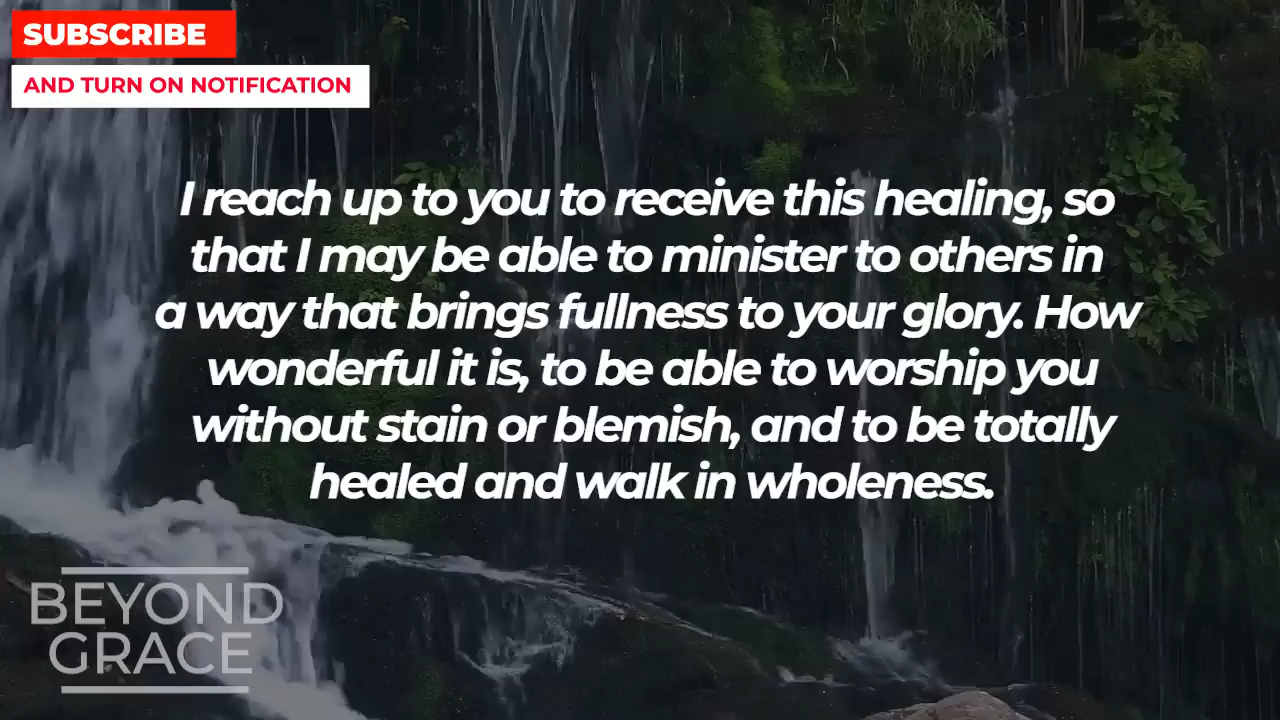 SUBSCRIBE
AND TURN ON NOTIFICATION
I reach up to you to receive this healing, so
that I may be able to minister to others in
a way that brings fullness to your glory. How
wonderful it is, to be able to worship you
without stain or blemish, and to be totally
healed and walk in wholeness.
BEYOND
GRACE